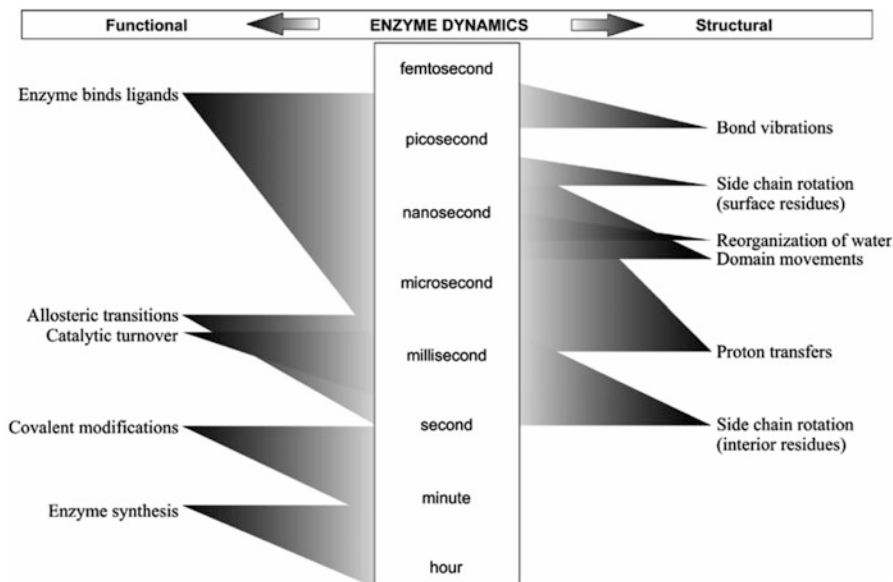 Functional
ENZYME DYNAMICS
Structural
femtosecond
Enzyme binds ligands
Bond vibrations
picosecond
Side chain rotation
(surface residues)
nanosecond
Reorganization of water
Domain movements
microsecond
Allosteric transitions
Catalytic turnover
Proton transfers
millisecond
Covalent modifications
second
Side chain rotation
(interior residues)
minute
Enzyme synthesis
hour